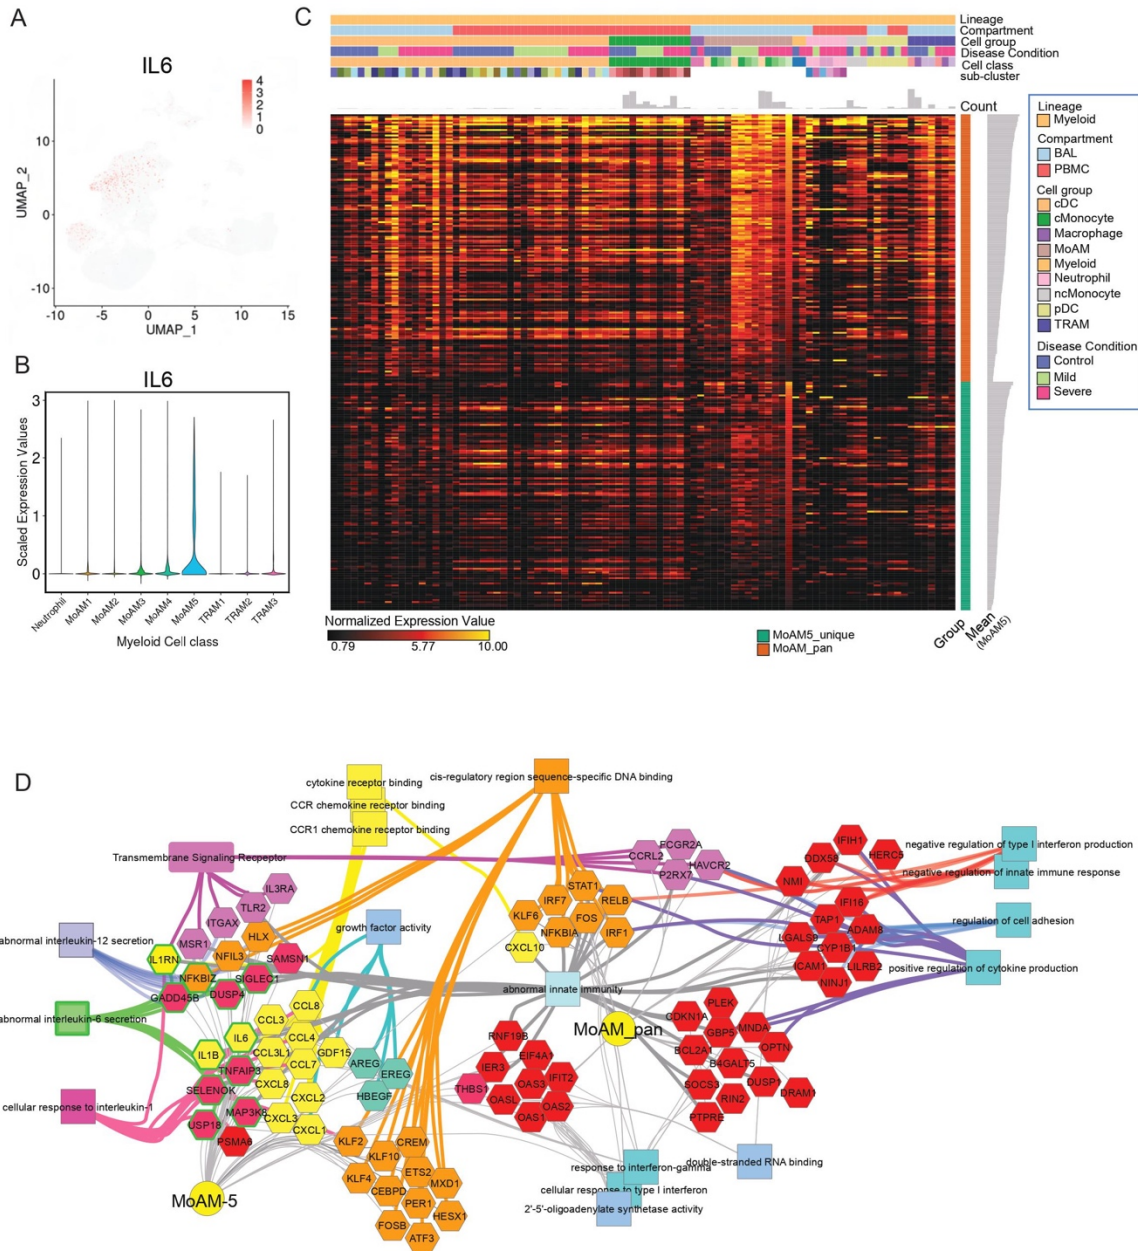 A
IL6
4
3
2
1
0
10
0
-10
UMAP_2
-10
-5
0
5
10
15
UMAP_1
B
IL6
3
2
1
0
Scaled Expression Values
Neutrophil
MoAM1
MoAM2
MoAM3
MoAM4
MoAM5
TRAM1
TRAM2
TRAM3
Myeloid Cell class
C
Lineage
Compartment
Cell group
Disease Condition
Cell class
sub-cluster
Count
Lineage
Myeloid
Compartment
BAL
PBMC
Cell group
cDC
cMonocyte
Macrophage
MoAM
Myeloid
Neutrophil
ncMonocyte
pDC
TRAM
Disease Condition
Control
Mild
Severe
Normalized Expression Value
0.79 5.77 10.00
MoAM5_unique
MoAM_pan
Group
Mean
(MoAM5)
D
cytokine receptor binding
CCR chemokine receptor binding
CCR1 chemokine receptor binding
cis-regulatory region sequence-specific DNA binding
Transmembrane Signaling Recpeptor
IL3RA
TLR2
ITGAX
MSR1
HLX
NFIL3
SAMSN1
IL1RN
NFKBIZ
SIGLEC1
GADD45B
DUSP4
abnormal interleukin-12 secretion
abnormal interleukin-6 secretion
cellular response to interleukin-1
growth factor activity
CCL8
CCL3
CCL4
IL6
IL1B
CCL3L1
GDF15
CCL7
TNFAIP3
CXCL8
SELENOK
CXCL2
MAP3K8
CXCL3
USP18
CXCL1
PSMA6
MoAM-5
AREG
EREG
HBEGF
KLF2
CREM
KLF10
ETS2
KLF4
MXD1
CEBPD
PER1
HESX1
FOSB
ATF3
FCGR2A
CCRL2
HAVCR2
P2RX7
STAT1
IRF7
RELB
KLF6
FOS
NFKBIA
IRF1
CXCL10
abnormal innate immunity
MoAM_pan
RNF19B
EIF4A1
IER3
IFIT2
THBS1
OAS3
OASL
OAS2
OAS1
IFIH1
DDX58
HERC5
NMI
IFI16
TAP1
ADAM8
LGALS9
CYP1B1
ICAM1
LILRB2
NINJ1
negative regulation of type I interferon production
negative regulation of innate immune response
regulation of cell adhesion
positive regulation of cytokine production
PLEK
CDKN1A
GBP5
MNDA
OPTN
BCL2A1
B4GALT5
SOCS3
DUSP1
DRAM1
RIN2
PTPRE
response to interferon-gamma
double-stranded RNA binding
cellular response to type I interferon
2'-5'-oligoadenylate synthetase activity